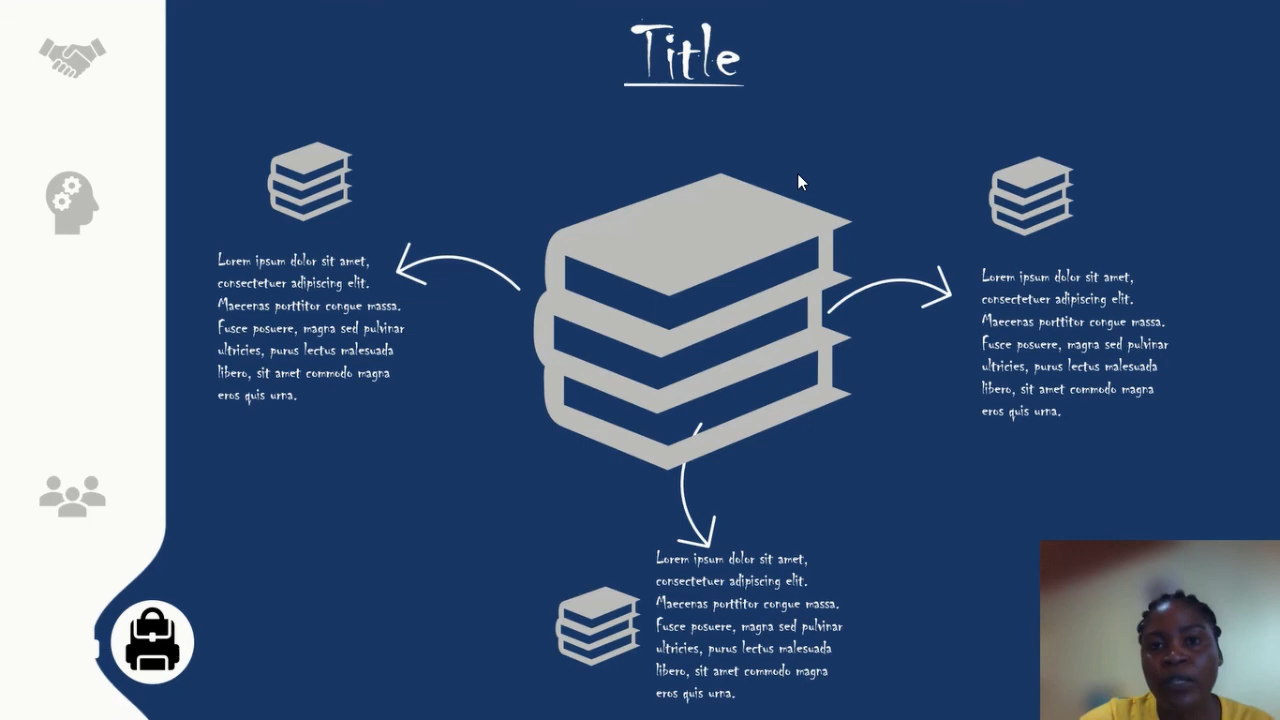 Title
Lorem ipsum dolor sit amet,
consectetuer adipiscing elit.
Maecenas porttitor congue massa.
Fusce posuere, magna sed pulvinar
ultricies, purus lectus malesuada
libero, sit amet commodo magna
eros quis urna.
Lorem ipsum dolor sit amet,
consectetuer adipiscing elit.
Maecenas porttitor congue massa.
Fusce posuere, magna sed pulvinar
ultricies, purus lectus malesuada
libero, sit amet commodo magna
eros quis urna.
Lorem ipsum dolor sit amet,
consectetuer adipiscing elit.
Maecenas porttitor congue massa.
Fusce posuere, magna sed pulvinar
ultricies, purus lectus malesuada
libero, sit amet commodo magna
eros quis urna.